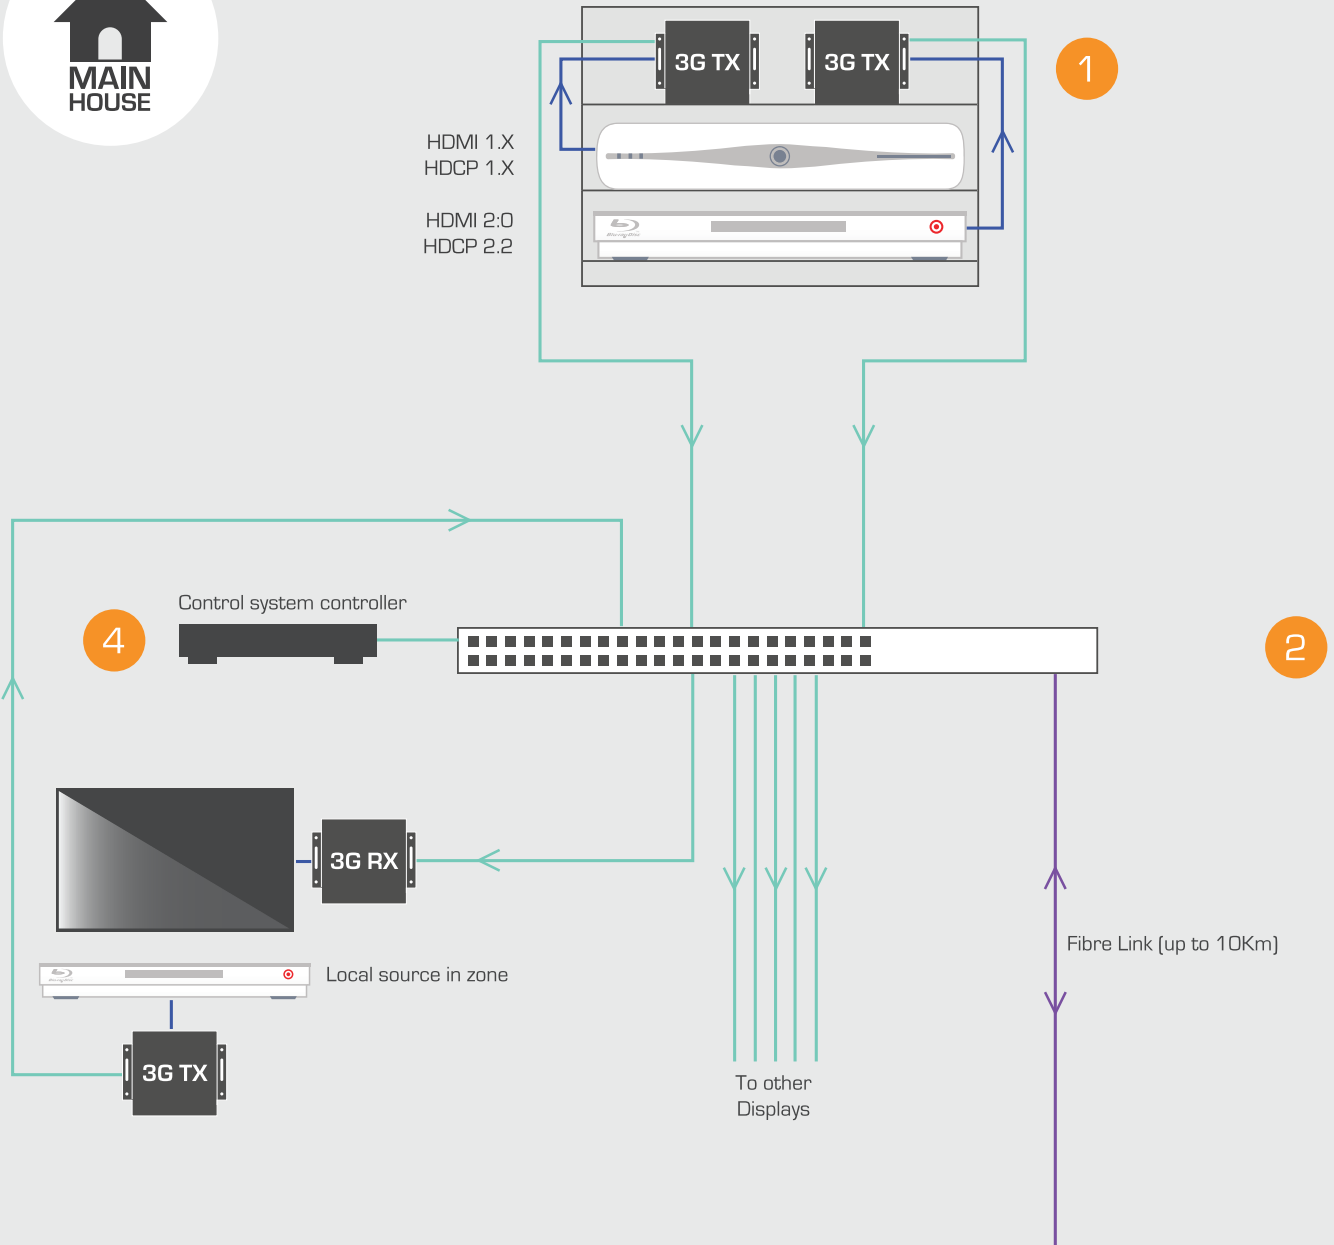 MAIN
HOUSE
3G TX
3G TX
1
HDMI 1.X
HDCP 1.X
HDMI 2:0
HDCP 2.2
Control system controller
4
2
3G RX
Fibre Link (up to 10Km)
Local source in zone
3G TX
To other
Displays